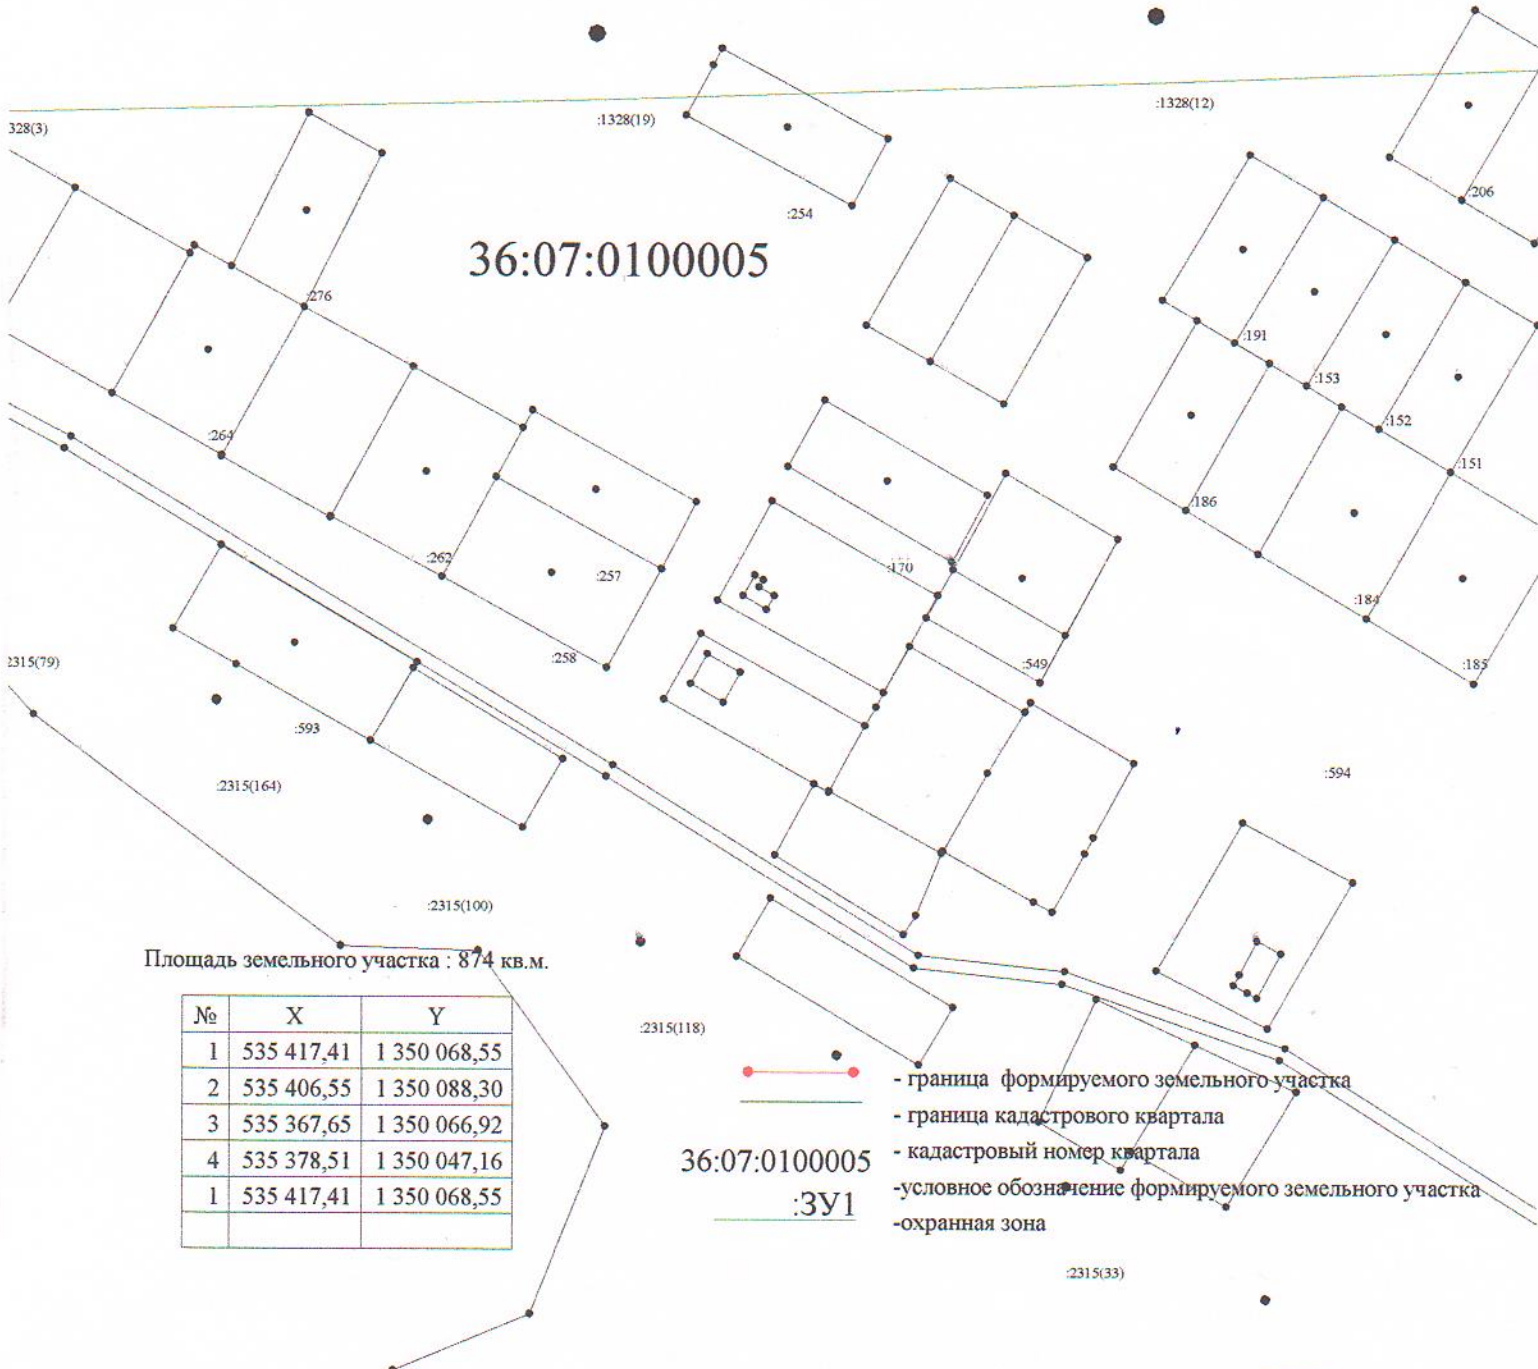 :1328(12)
:1328(19)
328(3)
:206
:254
36:07:0100005
:276
:191
:153
:152
:264
:151
:186
:262
:170
:257
:184
:258
:549
:185
2315(79)
:593
:594
:2315(164)
:2315(100)
Площадь земельного участка : 874 кв.м.
№ X Y
1 535 417,41 1 350 068,55
2 535 406,55 1 350 088,30
3 535 367,65 1 350 066,92
4 535 378,51 1 350 047,16
1 535 417,41 1 350 068,55
:2315(118)
- граница формируемого земельного участка
- граница кадастрового квартала
36:07:0100005 - кадастровый номер квартала
:ЗУ1 -условное обозначение формируемого земельного участка
-охранная зона
:2315(33)